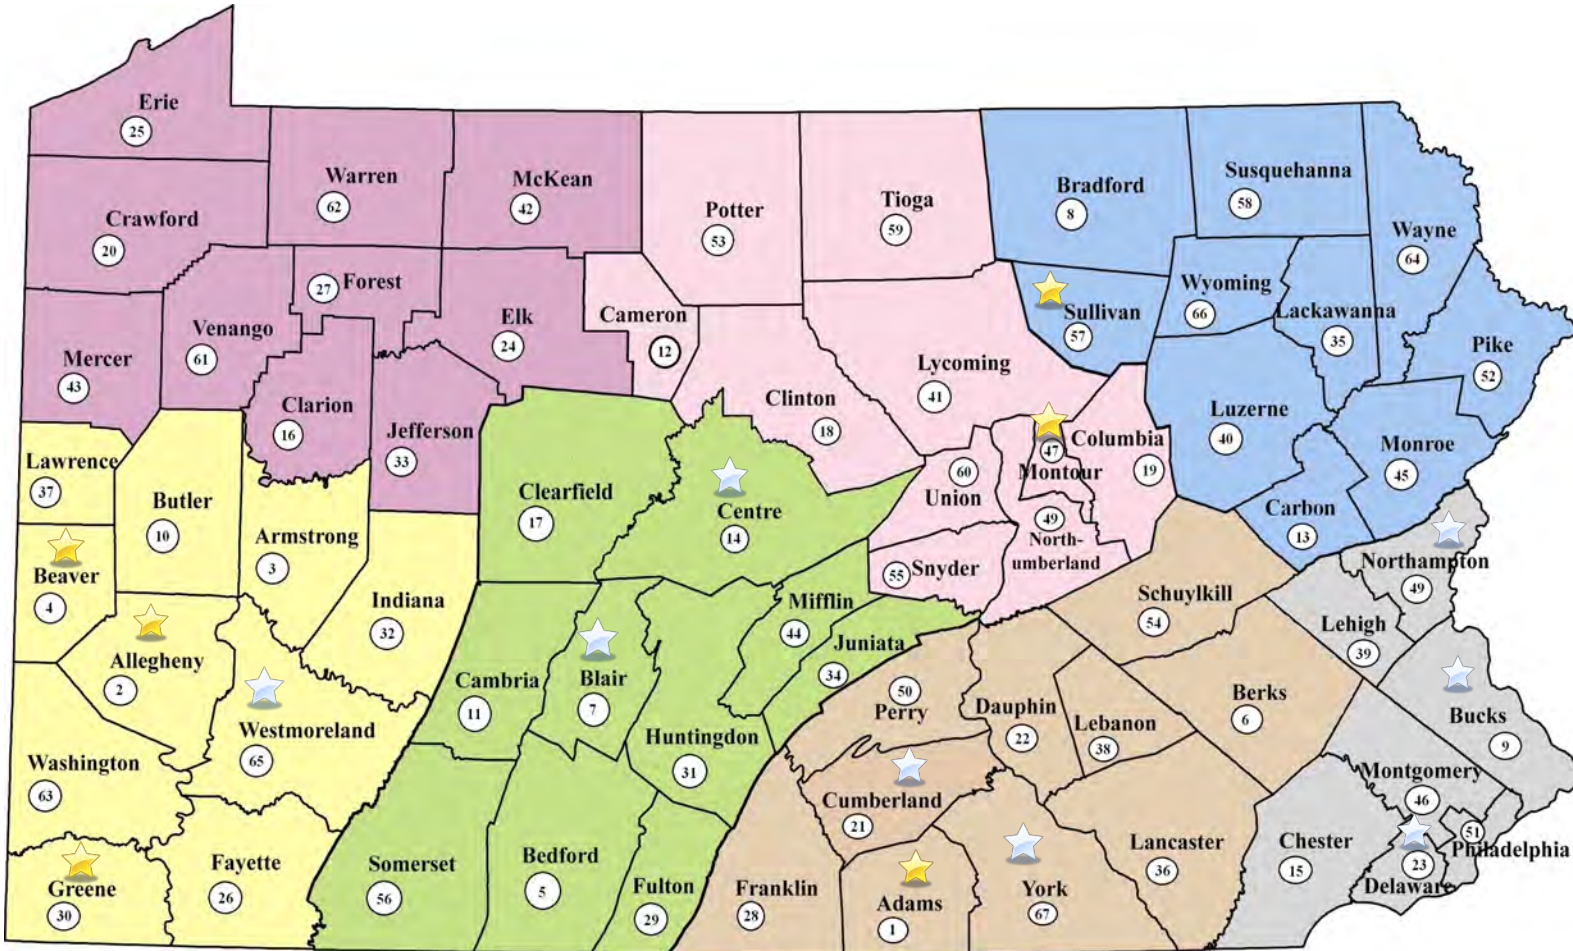 Erie
25
Warren
62
McKean
42
Potter
53
Tioga
59
Bradford
8
Susquehanna
58
Wayne
64
Crawford
20
Forest
27
Elk
24
Cameron
12
Sullivan
57
Wyoming
66
Lackawanna
35
Pike
52
Mercer
43
Venango
61
Clarion
16
Jefferson
33
Clinton
18
Lycoming
41
Columbia
19
47
Montour
Luzerne
40
Monroe
45
Lawrence
37
Butler
10
Armstrong
3
Clearfield
17
Centre
14
60
Union
49
North-
umberland
Carbon
13
Northampton
49
Beaver
4
Indiana
32
Mifflin
44
55
Snyder
Schuylkill
54
Lehigh
39
Allegheny
2
Westmoreland
65
Cambria
11
Blair
7
Huntingdon
31
Juniata
34
50
Perry
Dauphin
22
Lebanon
38
Berks
6
Bucks
9
Washington
63
Cumberland
21
Montgomery
46
51
Philadelphia
Greene
30
Fayette
26
Somerset
56
Bedford
5
Fulton
29
Franklin
28
Adams
1
York
67
Lancaster
36
Chester
15
23
Delaware